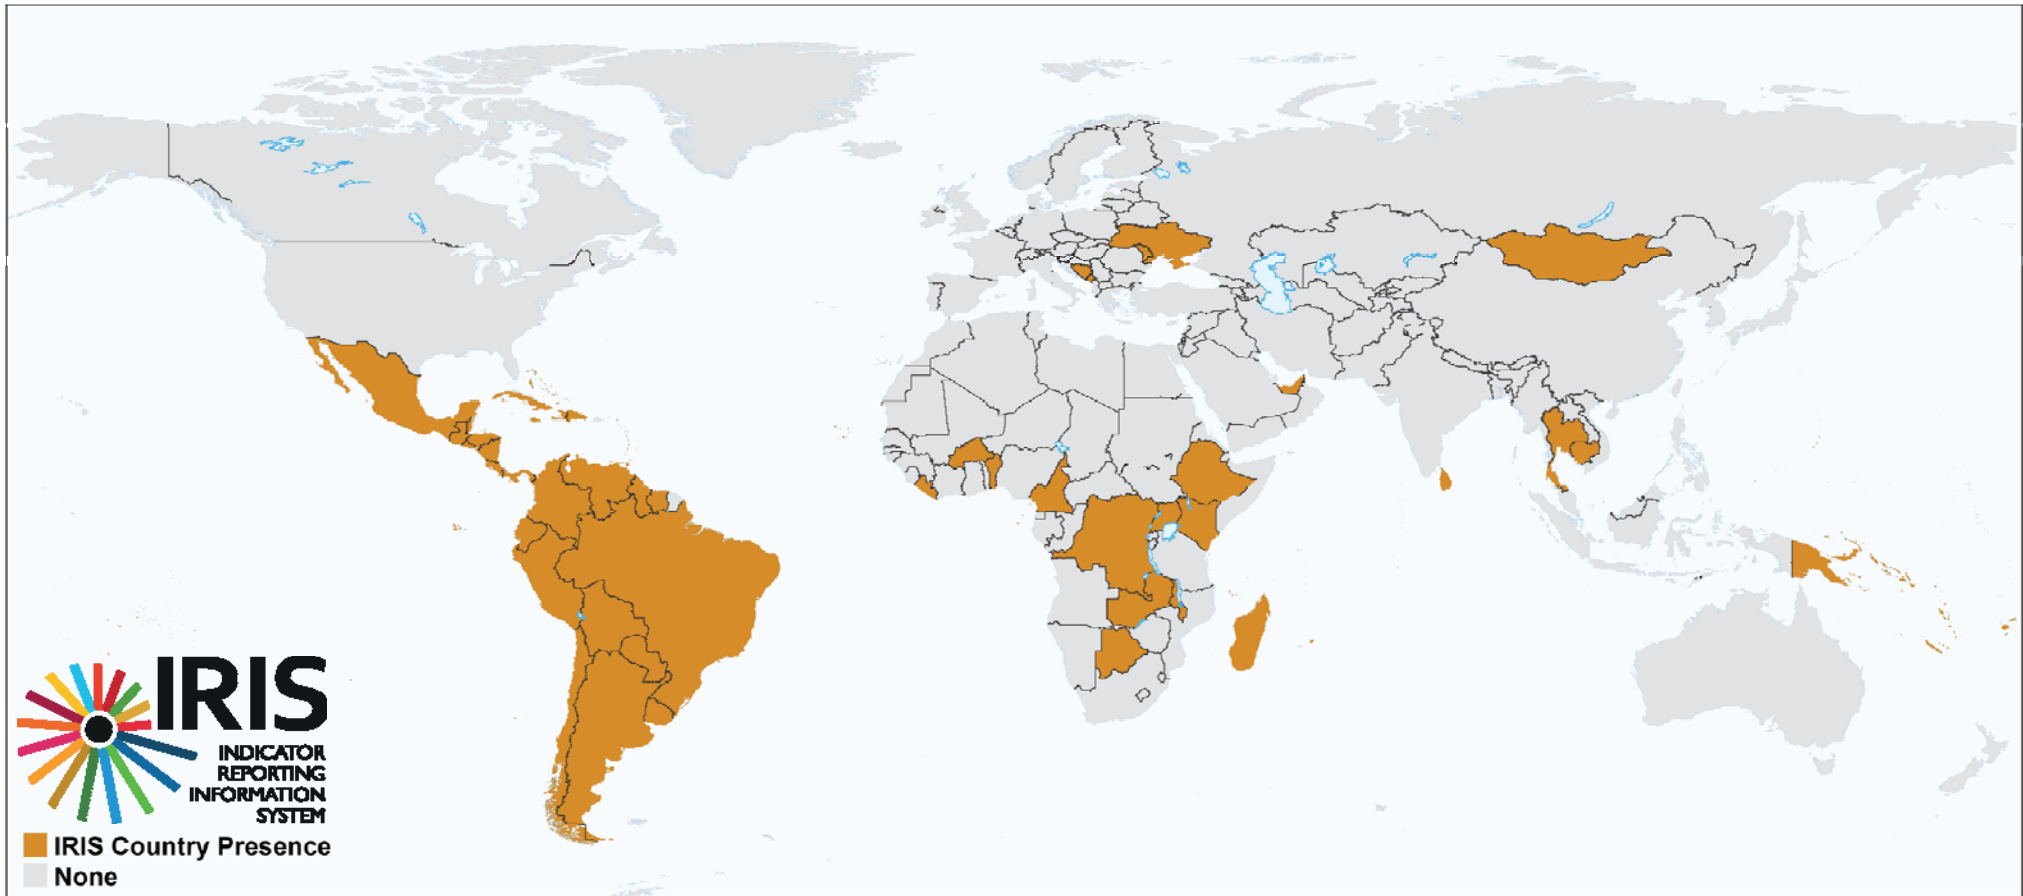 IRIS
INDICATOR
REPORTING
INFORMATION
SYSTEM
IRIS Country Presence
None